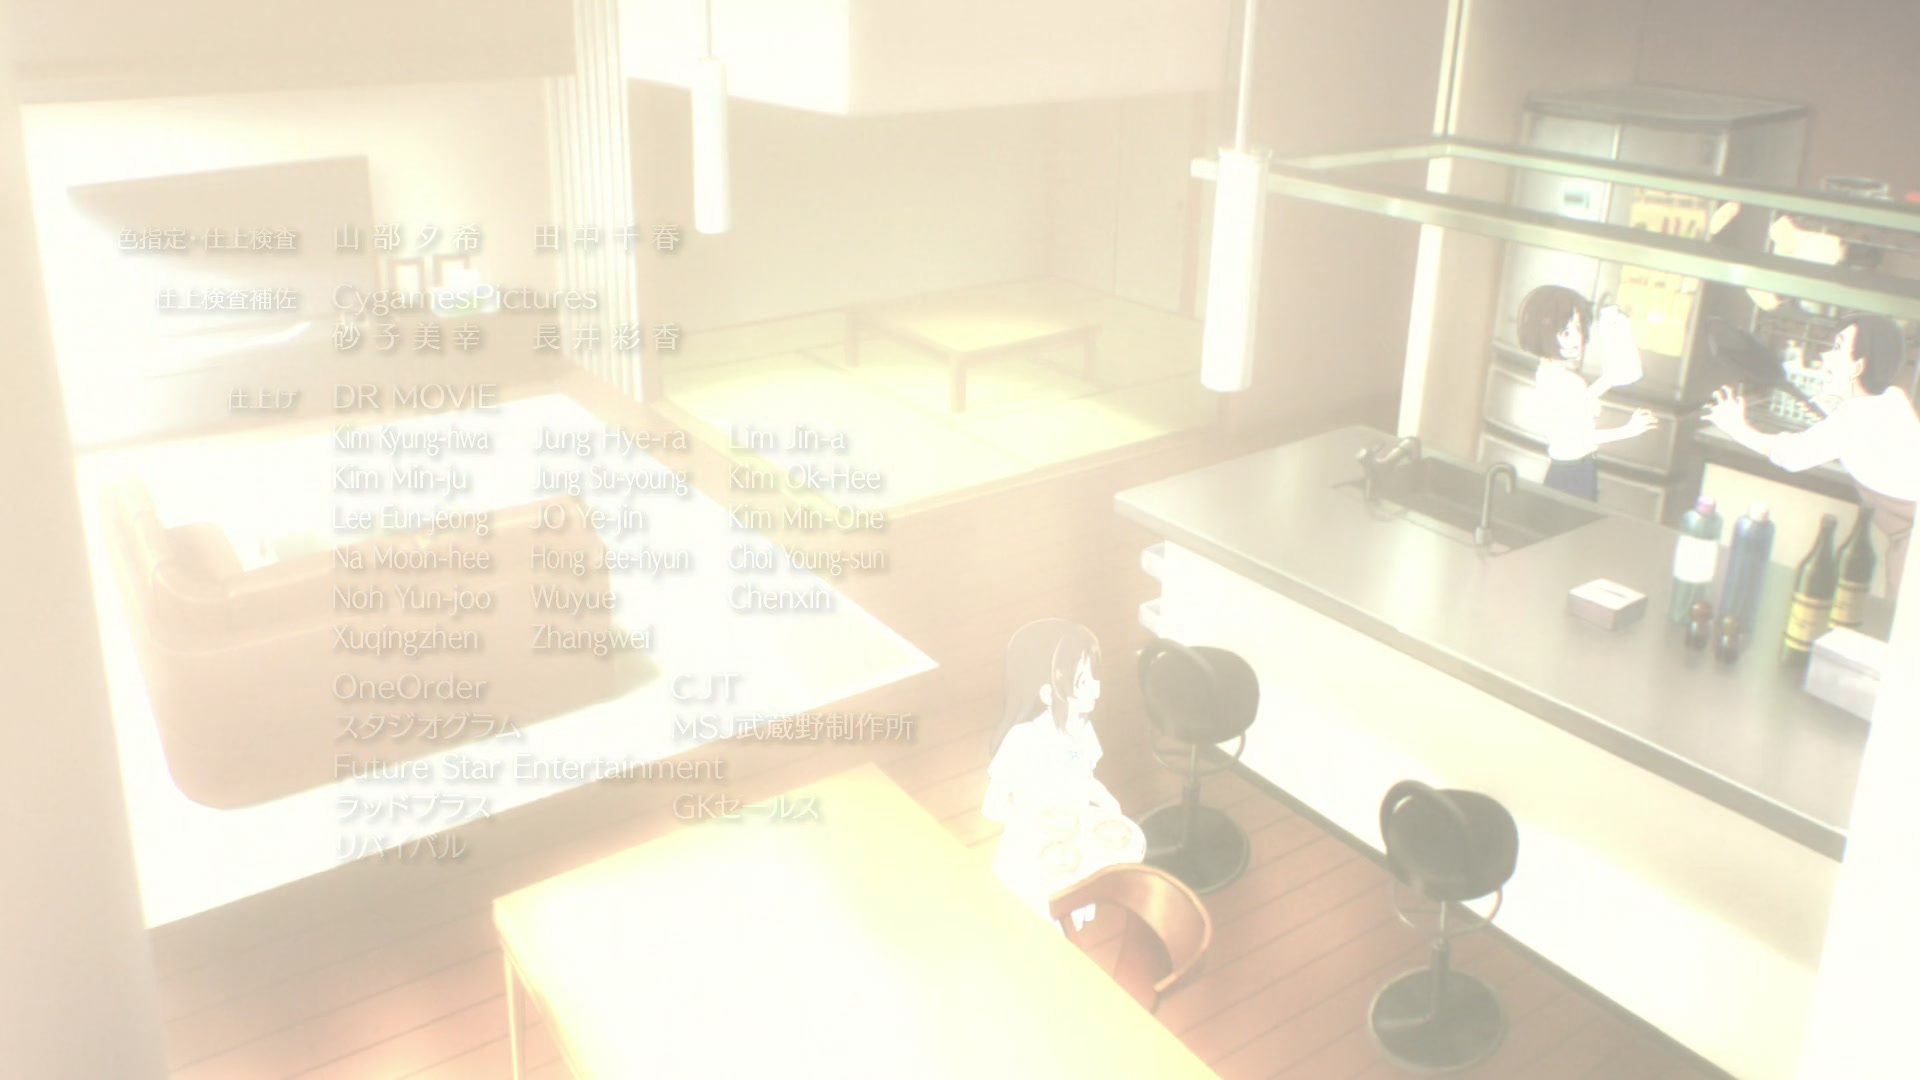 色指定・仕上検査 山部夕希 田中千春
仕上検査補佐 CygamesPictures
砂子美幸 長井彩香
仕上げ DR MOVIE
Kim Kyung-hwa Jung Hye-ra Lim Jin-a
Kim Min-ju Jung Su-young Kim Ok-Hee
Lee Eun-jeong JO Ye-jin Kim Min-One
Na Moon-hee Hong Jee-hyun Choi Young-sun
Noh Yun-joo Wuyue Chenxin
Xuqingzhen Zhangwei
OneOrder CJT
スタジオグラム MSJ武蔵野制作所
Future Star Entertainment
ラッドプラス GKセールス
リバイバル